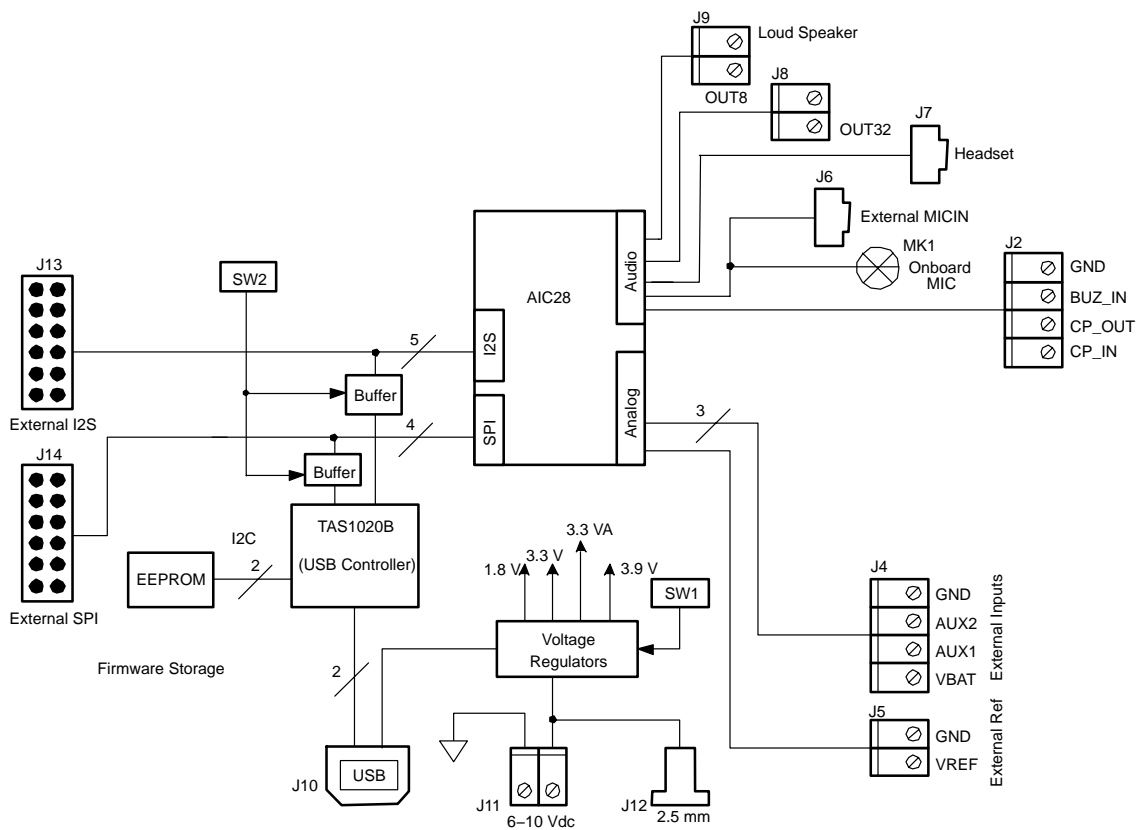 J9
Loud Speaker
OUT8
J8
OUT32
J7
Headset
J6
External MICIN
MK1
Onboard
MIC
J2
GND
BUZ_IN
CP_OUT
CP_IN
J13
External I2S
SW2
5
Buffer
I2S
AIC28
Audio
SPI
Analog
3
4
Buffer
J14
External SPI
TAS1020B
(USB Controller)
I2C
2
EEPROM
Firmware Storage
2
1.8 V
3.3 V
3.3 VA
3.9 V
SW1
Voltage
Regulators
J4
GND
AUX2
AUX1
VBAT
External Inputs
J5
GND
VREF
External Ref
USB
J10
J11
6–10 Vdc
J12
2.5 mm